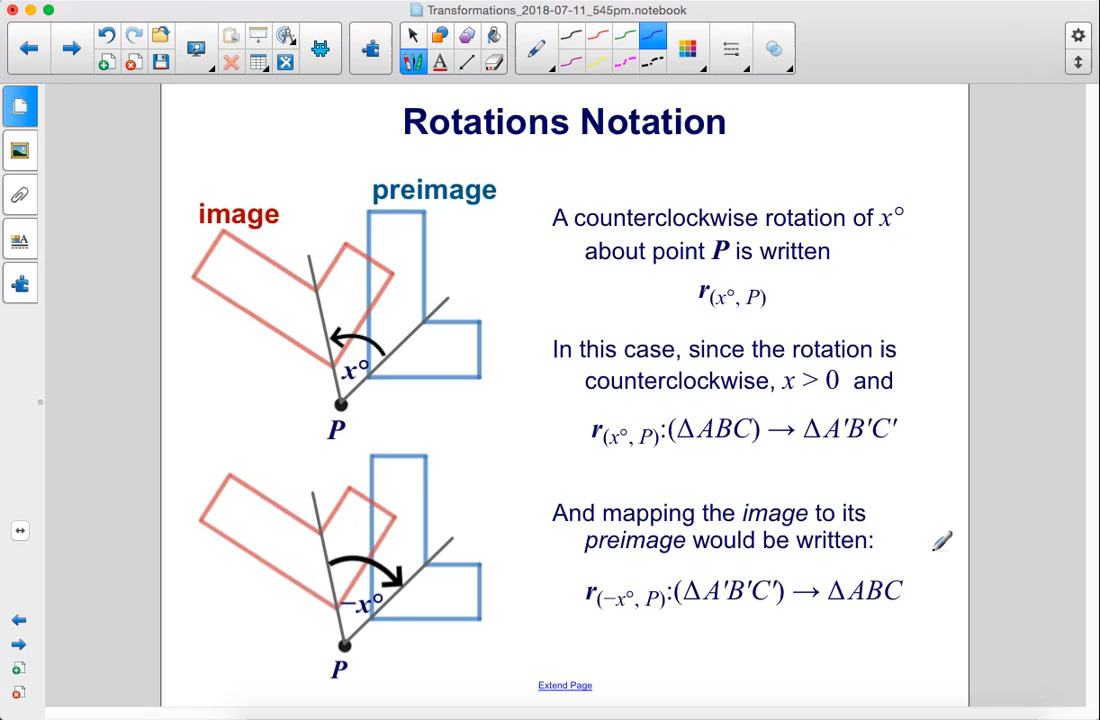 Transformations_2018-07-11_545pm.notebook
Rotations Notation
preimage
image
x°
P
A counterclockwise rotation of x°
about point P is written
r(x°, P)
In this case, since the rotation is
counterclockwise, x > 0 and
r(x°, P):(ΔABC) → ΔA′B′C′
−x°
P
And mapping the image to its
preimage would be written:
r(−x°, P):(ΔA′B′C′) → ΔABC
Extend Page